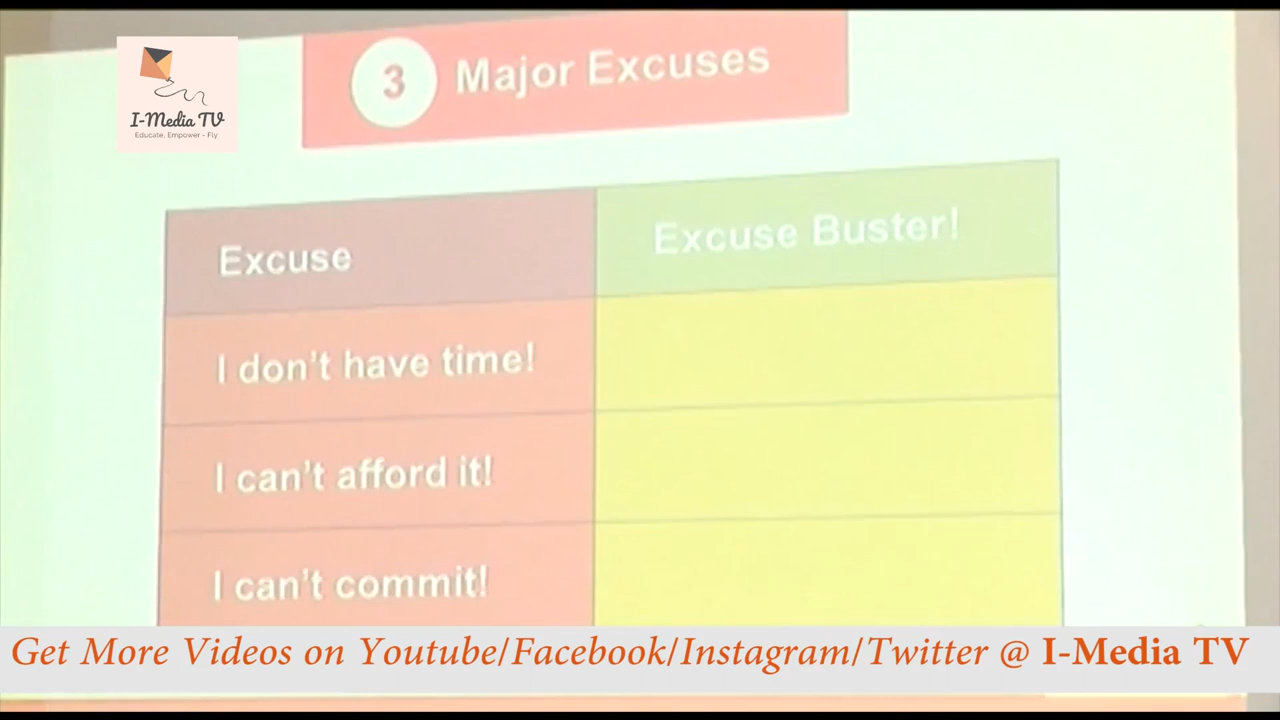 3 Major Excuses
I-Media TV
Educate, Empower - Fly
Excuse
Excuse Buster!
I don't have time!
I can't afford it!
I can't commit!
Get More Videos on Youtube/Facebook/Instagram/Twitter @ I-Media TV